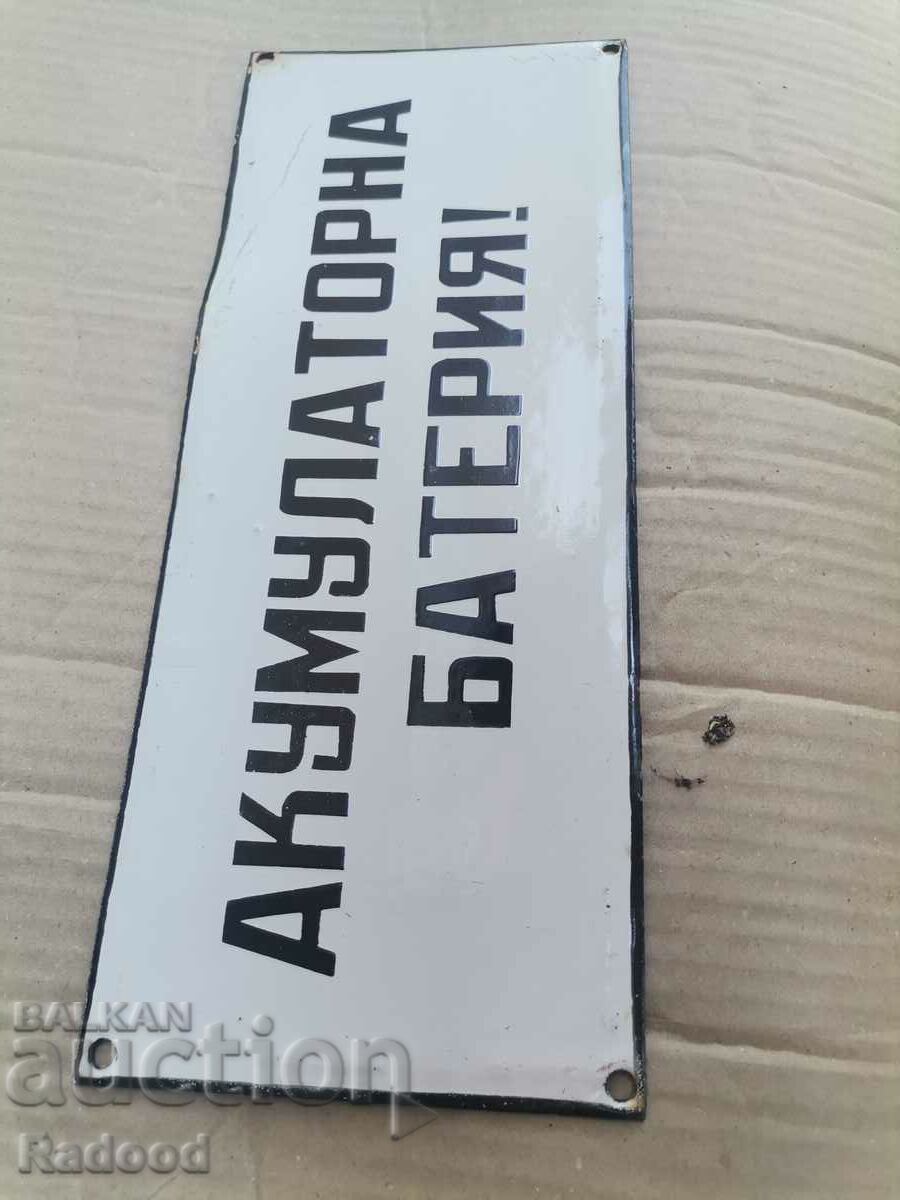 АКУМУЛАТОРНА
БАТЕРИЯ!
BALKAN
auction
Radood